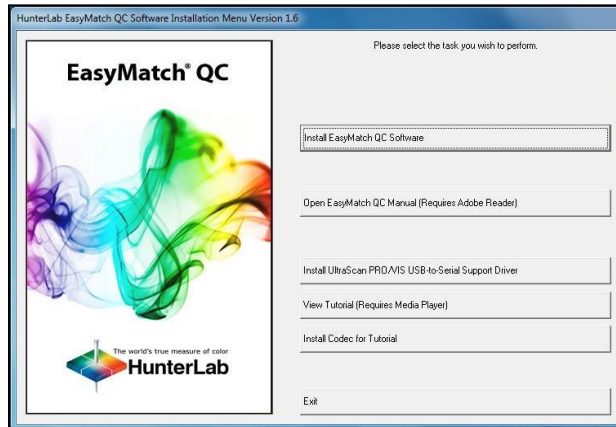 HunterLab EasyMatch QC Software Installation Menu Version 1.6
EasyMatch® QC
The world's true measure of color
HunterLab
Please select the task you wish to perform.
Install EasyMatch QC Software
Open EasyMatch QC Manual (Requires Adobe Reader)
Install UltraScan PRO/VIS USB-to-Serial Support Driver
View Tutorial (Requires Media Player)
Install Codec for Tutorial
Exit